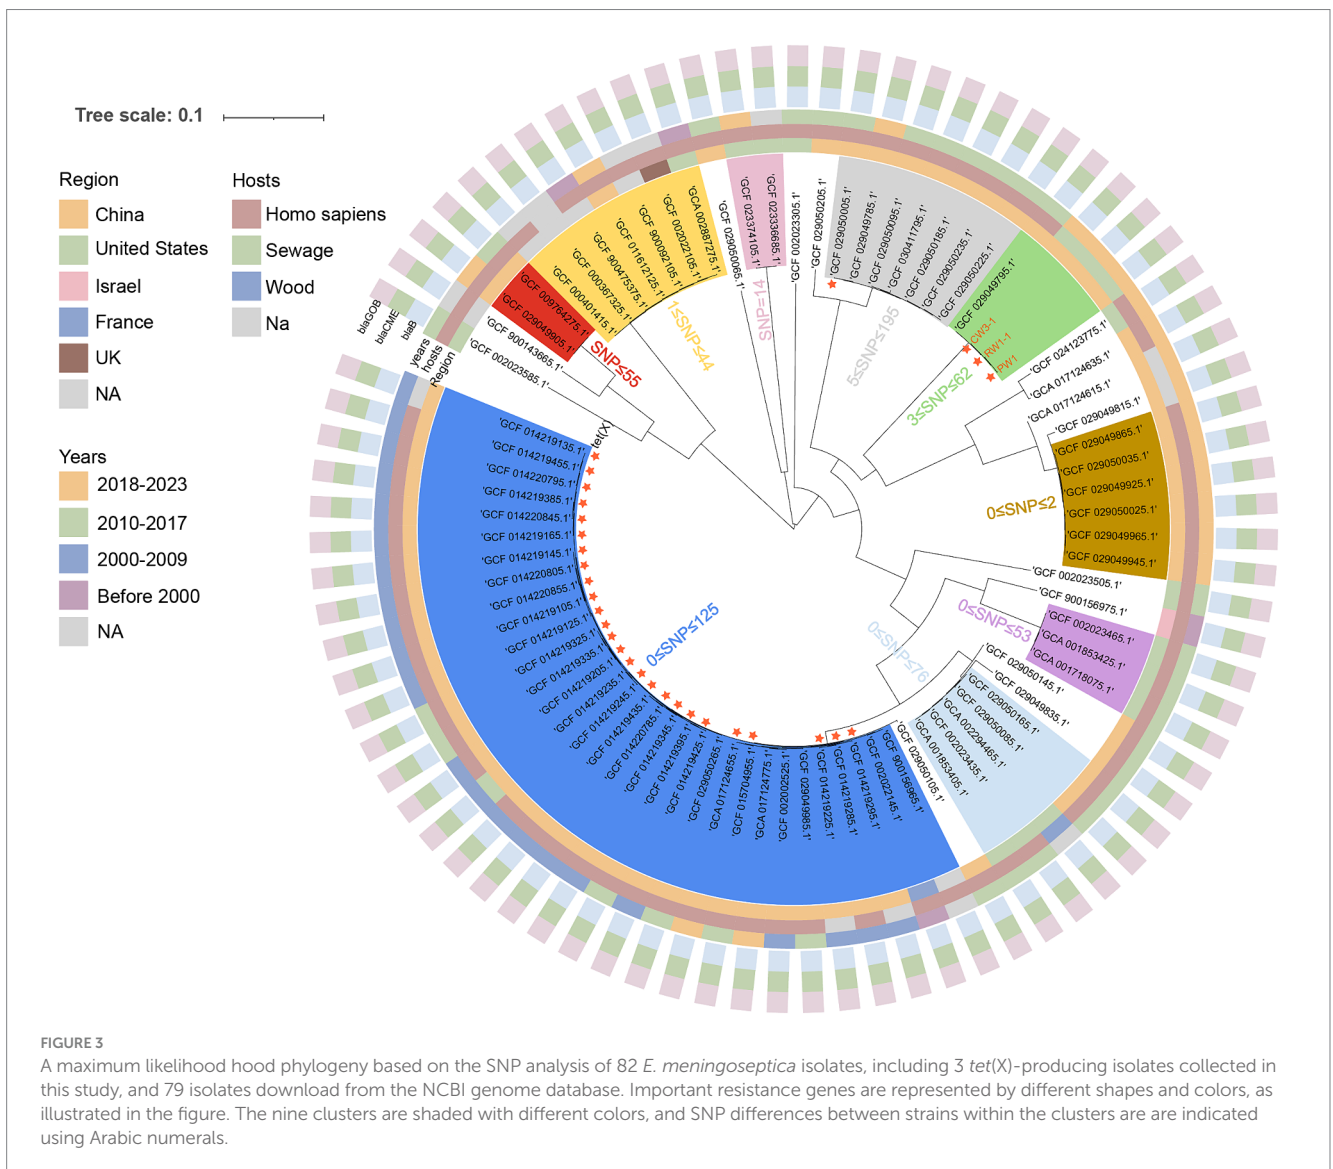 Tree scale: 0.1
Region
China
United States
Israel
France
UK
NA
Hosts
Homo sapiens
Sewage
Wood
Na
Years
2018-2023
2010-2017
2000-2009
Before 2000
NA
blaGOB
blaCME
blaB
years
hosts
Region
tet(X)
'GCF 002023585.1'
'GCF 900143665.1'
'GCF 029049905.1'
'GCF 009764275.1'
SNP≤55
'GCF 000401415.1'
'GCF 000367325.1'
'GCF 900475375.1'
'GCF 011612125.1'
'GCF 900092105.1'
'GCF 002022105.1'
'GCA 002887275.1'
1≤SNP≤44
'GCF 029050065.1'
'GCF 023374105.1'
'GCF 023336685.1'
SNP=14
'GCF 002023305.1'
'GCF 029050205.1'
'GCF 029050005.1'
'GCF 029049785.1'
'GCF 029050095.1'
'GCF 030411795.1'
'GCF 029050185.1'
'GCF 029050235.1'
'GCF 029050225.1'
5≤SNP≤195
'GCF 029049795.1'
CW3-1
RW1-1
PW1
3≤SNP≤62
'GCF 024123775.1'
'GCA 017124635.1'
'GCA 017124615.1'
'GCF 029049815.1'
'GCF 029049865.1'
'GCF 029050035.1'
'GCF 029049925.1'
'GCF 029050025.1'
'GCF 029049965.1'
'GCF 029049945.1'
0≤SNP≤2
'GCF 002023505.1'
'GCF 900156975.1'
'GCF 002023465.1'
'GCA 001853425.1'
'GCA 001718075.1'
0≤SNP≤53
'GCF 029050145.1'
'GCF 029049835.1'
'GCF 029050165.1'
'GCF 029050085.1'
'GCA 002294465.1'
'GCF 002023435.1'
'GCA 001853405.1'
0≤SNP≤76
'GCF 029050105.1'
'GCF 900156965.1'
'GCF 002022145.1'
'GCF 014219295.1'
'GCF 014219285.1'
'GCF 014219225.1'
'GCF 029049985.1'
'GCF 002002525.1'
'GCA 017124775.1'
'GCF 015704955.1'
'GCA 017124655.1'
'GCF 029050265.1'
'GCF 014219425.1'
'GCF 014219395.1'
'GCF 014219345.1'
'GCF 014220785.1'
'GCF 014219435.1'
'GCF 014219245.1'
'GCF 014219235.1'
'GCF 014219205.1'
'GCF 014219335.1'
'GCF 014219325.1'
'GCF 014219125.1'
'GCF 014219105.1'
'GCF 014220855.1'
'GCF 014220805.1'
'GCF 014219145.1'
'GCF 014219165.1'
'GCF 014220845.1'
'GCF 014219385.1'
'GCF 014220795.1'
'GCF 014219455.1'
'GCF 014219135.1'
0≤SNP≤125
FIGURE 3
A maximum likelihood hood phylogeny based on the SNP analysis of 82 E. meningoseptica isolates, including 3 tet(X)-producing isolates collected in
this study, and 79 isolates download from the NCBI genome database. Important resistance genes are represented by different shapes and colors, as
illustrated in the figure. The nine clusters are shaded with different colors, and SNP differences between strains within the clusters are are indicated
using Arabic numerals.